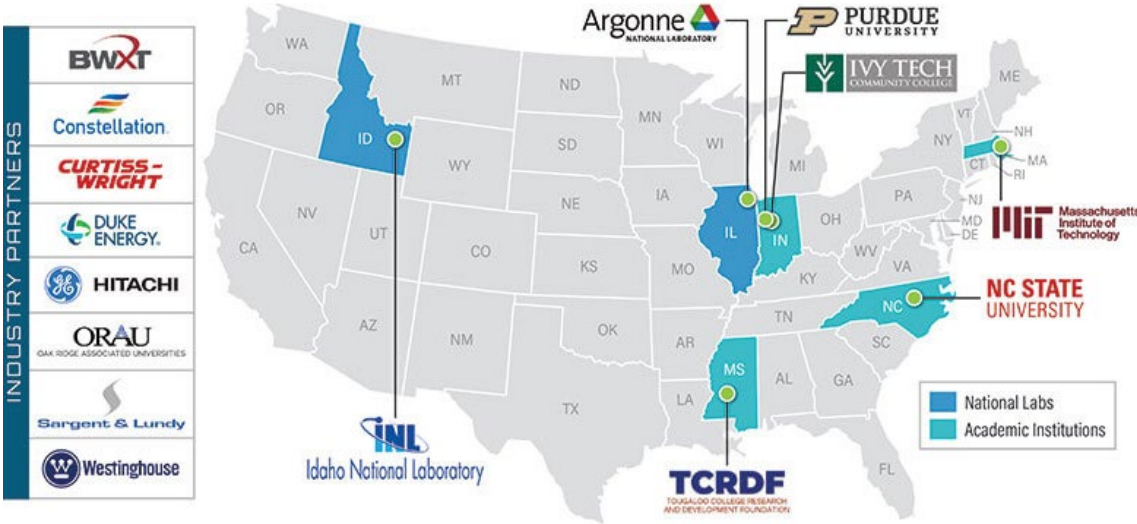 INDUSTRY PARTNERS
BWXT
Constellation.
CURTISS-
WRIGHT
DUKE
ENERGY®
GE HITACHI
ORAU
OAK RIDGE ASSOCIATED UNIVERSITIES
Sargent & Lundy
W Westinghouse
Argonne
NATIONAL LABORATORY
P PURDUE
UNIVERSITY
IVY TECH
COMMUNITY COLLEGE
WA
MT
ND
MN
ME
VT
OR
ID
NH
WI
NY
SD
MI
MA
WY
CT
RI
IA
PA
NJ
NE
OH
MD
NV
IL
IN
DE
UT
WV
CA
CO
VA
KS
MO
KY
NC
TN
AZ
NM
OK
AR
SC
MS
AL
GA
LA
TX
FL
MIT
Massachusetts
Institute of
Technology
NC STATE
UNIVERSITY
National Labs
Academic Institutions
INL
Idaho National Laboratory
TCRDF
TOUGALOO COLLEGE RESEARCH
AND DEVELOPMENT FOUNDATION